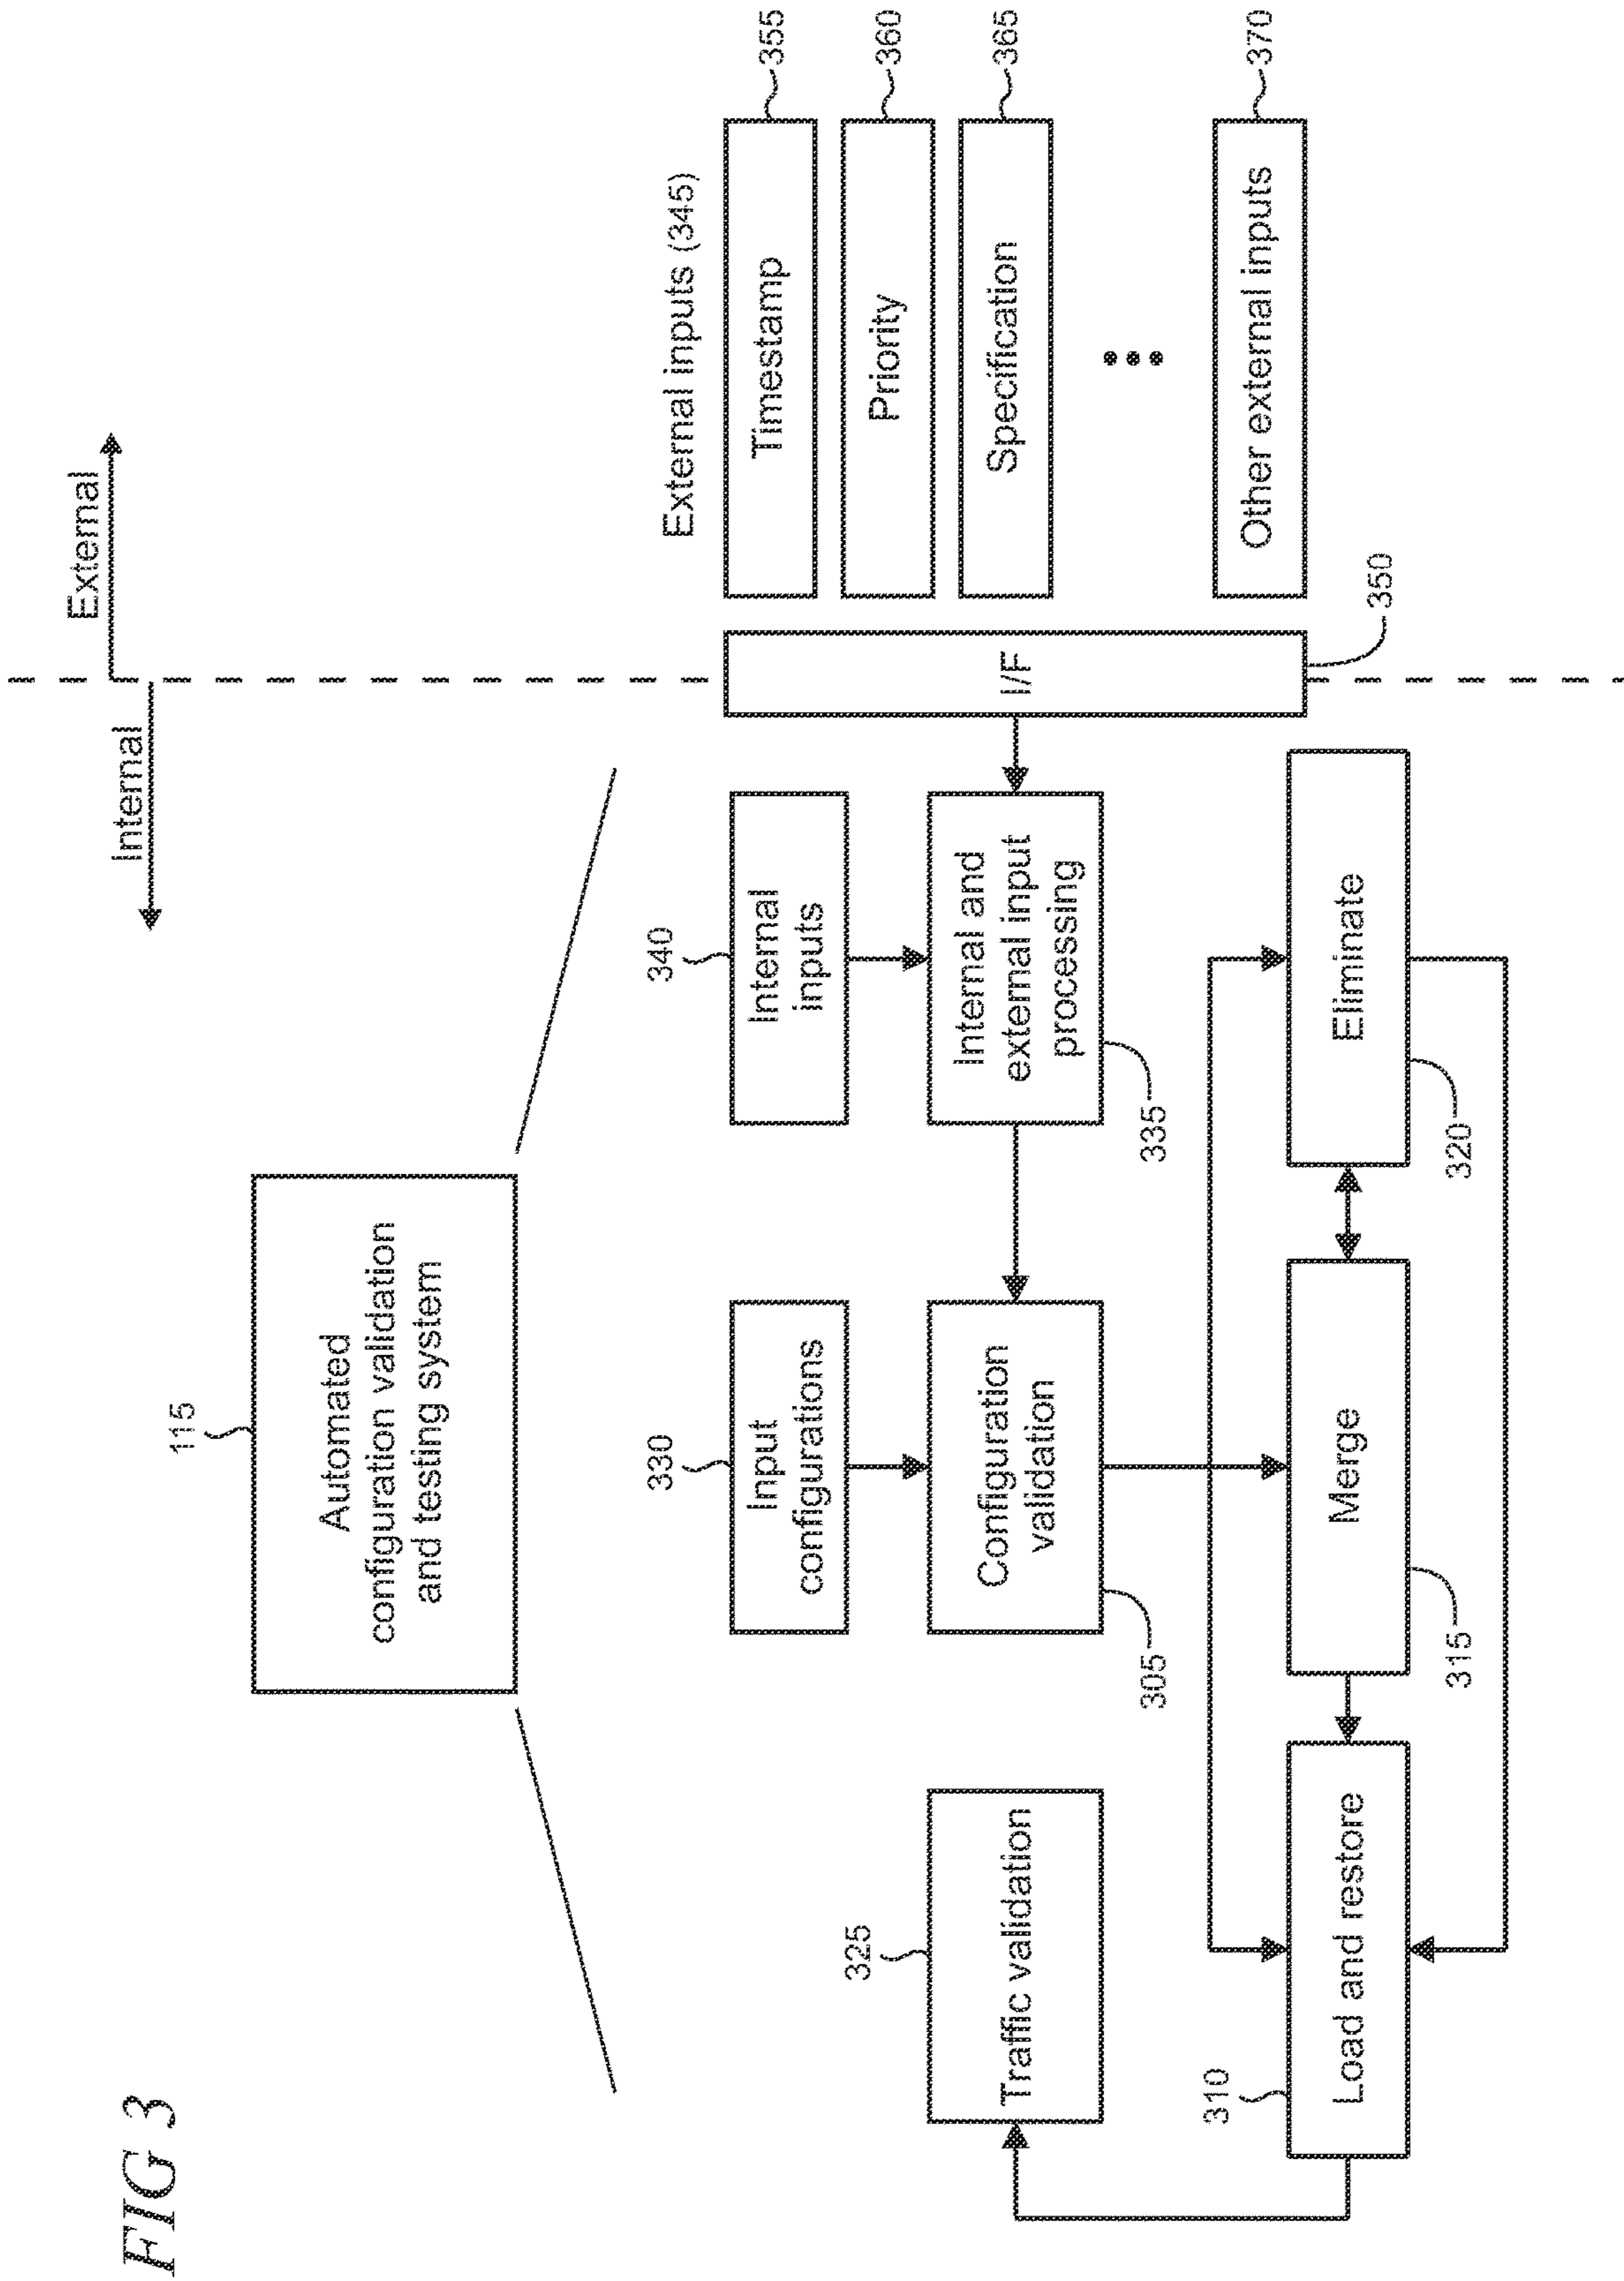 FIG 3
Internal
External
115
Automated
configuration validation
and testing system
330
Input
configurations
340
Internal
inputs
External inputs (345)
Timestamp
355
Priority
360
Specification
365
Other external inputs
370
I/F
350
325
Traffic validation
Configuration
validation
305
Internal and
external input
processing
335
310
Load and restore
Merge
315
Eliminate
320